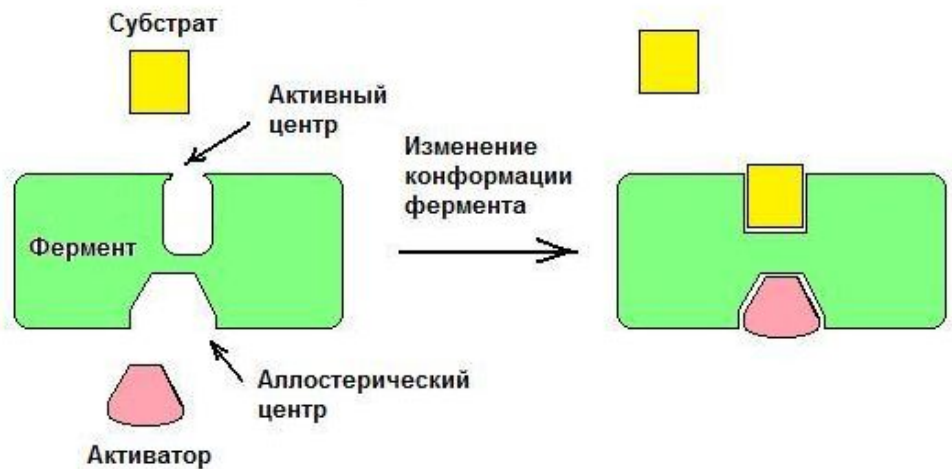 Субстрат
Активный
центр
Изменение
конформации
фермента
Фермент
Аллостерический
центр
Активатор